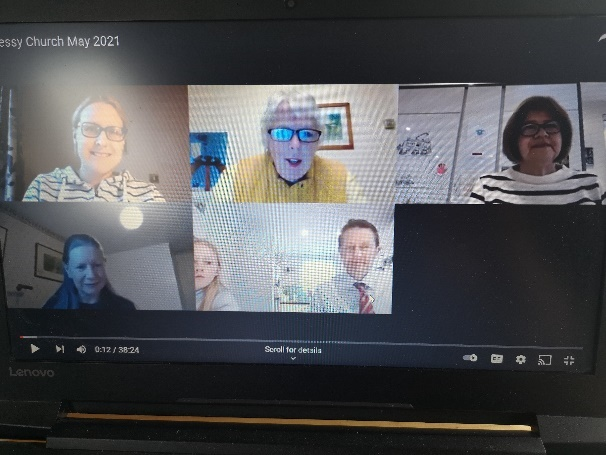 essy Church May 2021
0:12 / 38:24
Scroll for details
Lenovo